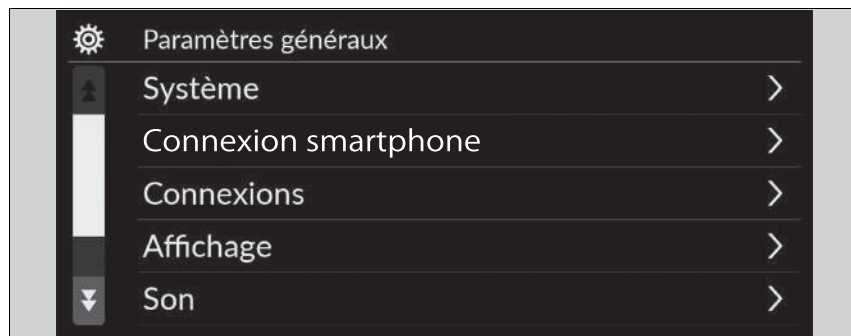 Paramètres généraux
Système
Connexion smartphone
Connexions
Affichage
Son